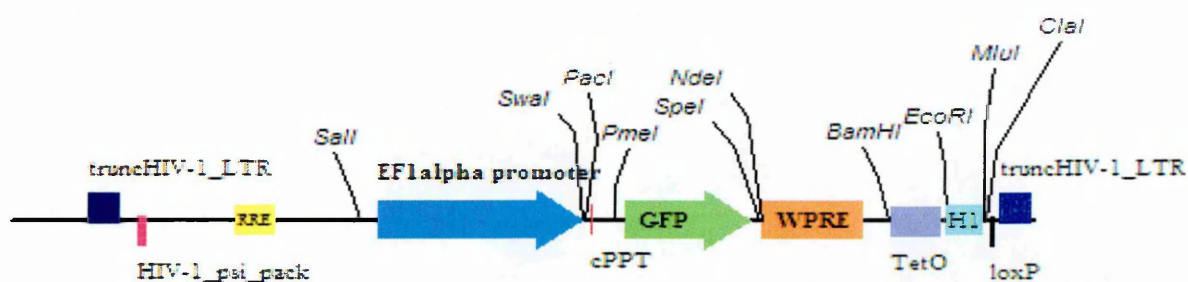 ClaI
MluI
PacI
NdeI
SwaI
SpeI
EcoRI
PmeI
BamHI
SalI
truncHIV-1_LTR
EF1alpha promoter
truncHIV-1_LTR
RRE
GFP
WPRE
H1
cPPT
TetO
loxP
HIV-1_psi_pack